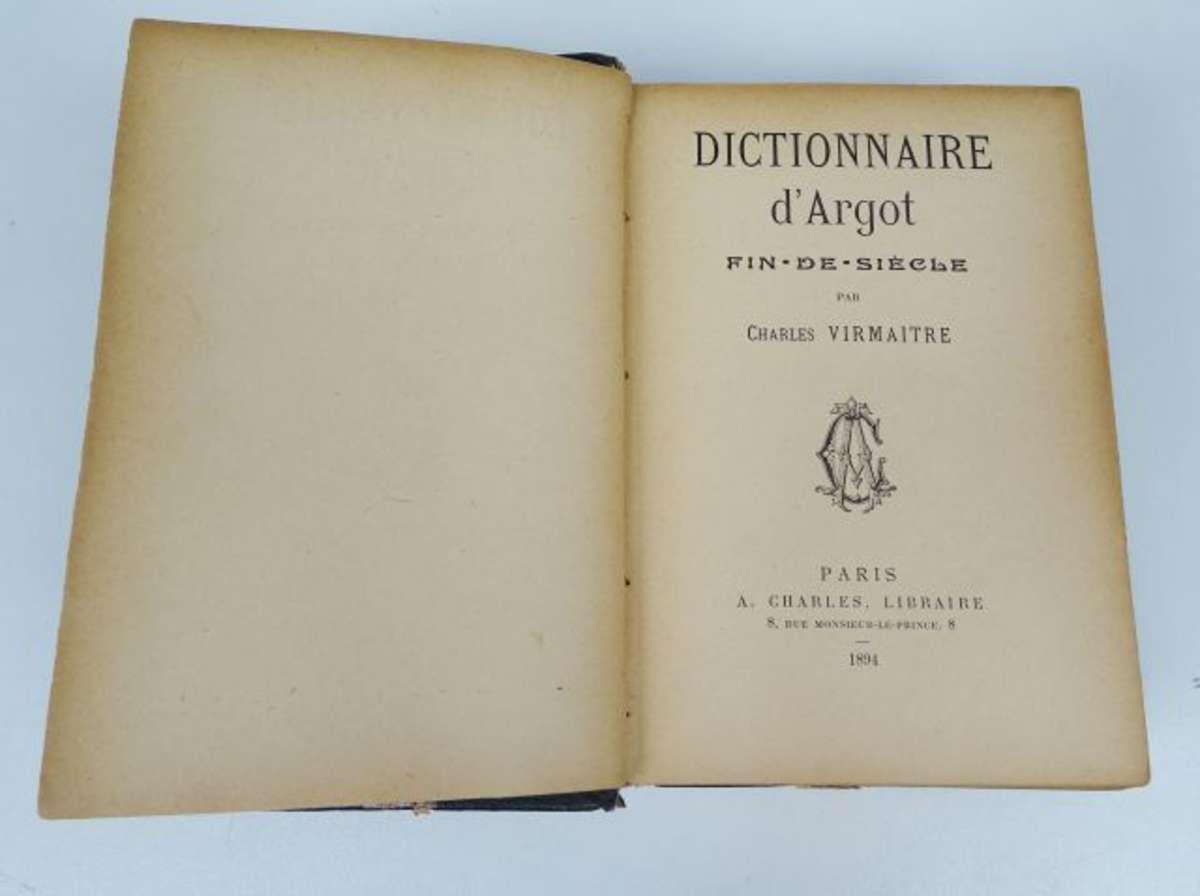 DICTIONNAIRE
d'Argot
FIN-DE-SIÈCLE
PAR
CHARLES VIRMAITRE
PARIS
A. CHARLES, LIBRAIRE
8, RUE MONSIEUR-LE-PRINCE, 8
1894